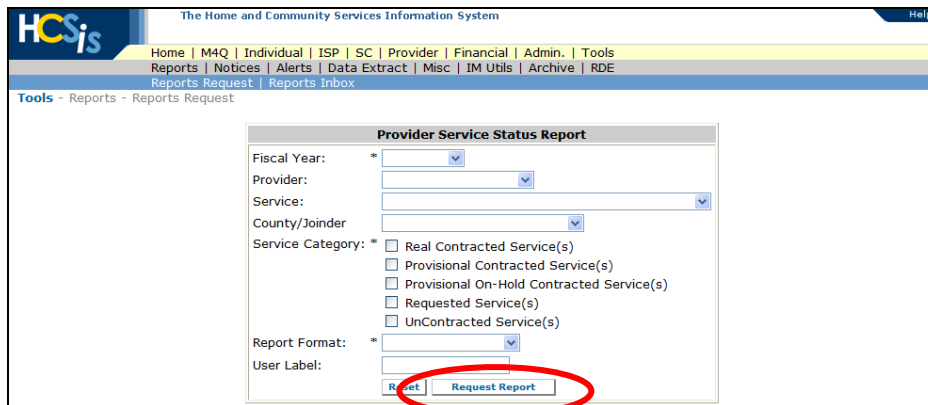 HCSis
The Home and Community Services Information System
Help
Home | M4Q | Individual | ISP | SC | Provider | Financial | Admin. | Tools
Reports | Notices | Alerts | Data Extract | Misc | IM Utils | Archive | RDE
Reports Request | Reports Inbox
Tools - Reports - Reports Request
Provider Service Status Report
Fiscal Year: *
Provider:
Service:
County/Joinder
Service Category: * Real Contracted Service(s)
Provisional Contracted Service(s)
Provisional On-Hold Contracted Service(s)
Requested Service(s)
UnContracted Service(s)
Report Format: *
User Label:
Reset Request Report